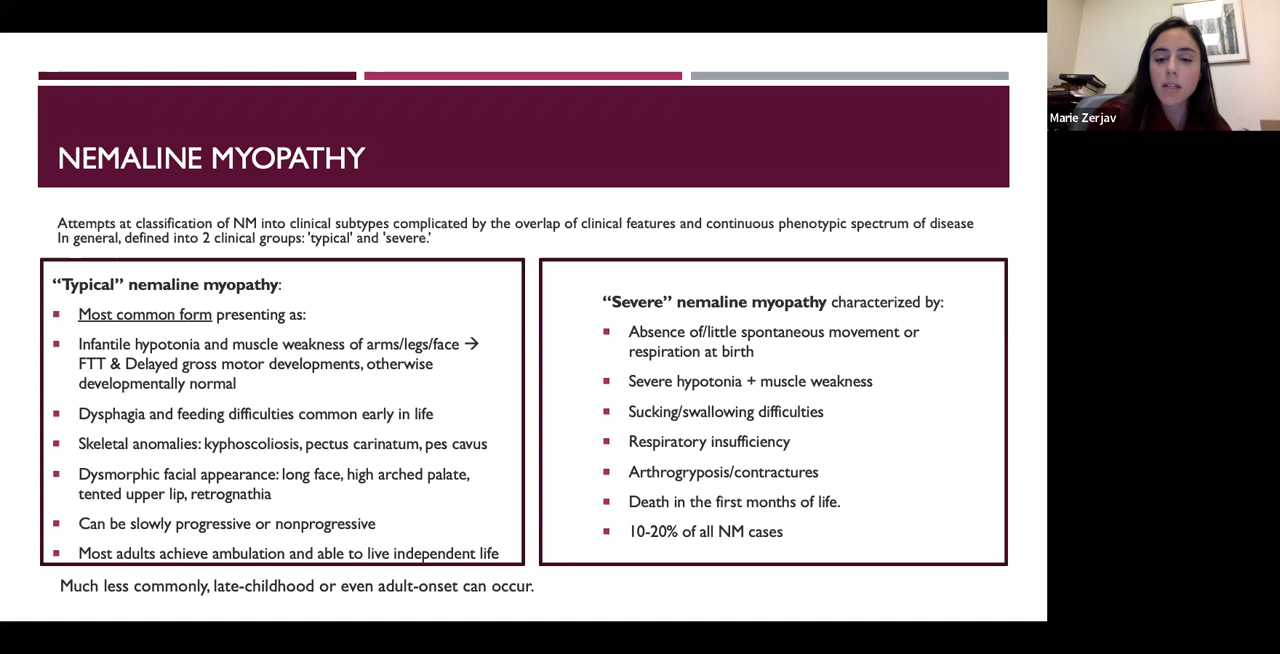 NEMALINE MYOPATHY
Attempts at classification of NM into clinical subtypes complicated by the overlap of clinical features and continuous phenotypic spectrum of disease
In general, defined into 2 clinical groups: 'typical' and 'severe.’
“Typical” nemaline myopathy:
Most common form presenting as:
Infantile hypotonia and muscle weakness of arms/legs/face →
FTT & Delayed gross motor developments, otherwise
developmentally normal
Dysphagia and feeding difficulties common early in life
Skeletal anomalies: kyphoscoliosis, pectus carinatum, pes cavus
Dysmorphic facial appearance: long face, high arched palate,
tented upper lip, retrognathia
Can be slowly progressive or nonprogressive
Most adults achieve ambulation and able to live independent life
“Severe” nemaline myopathy characterized by:
Absence of/little spontaneous movement or
respiration at birth
Severe hypotonia + muscle weakness
Sucking/swallowing difficulties
Respiratory insufficiency
Arthrogryposis/contractures
Death in the first months of life.
10-20% of all NM cases
Much less commonly, late-childhood or even adult-onset can occur.
Marie Zerjav